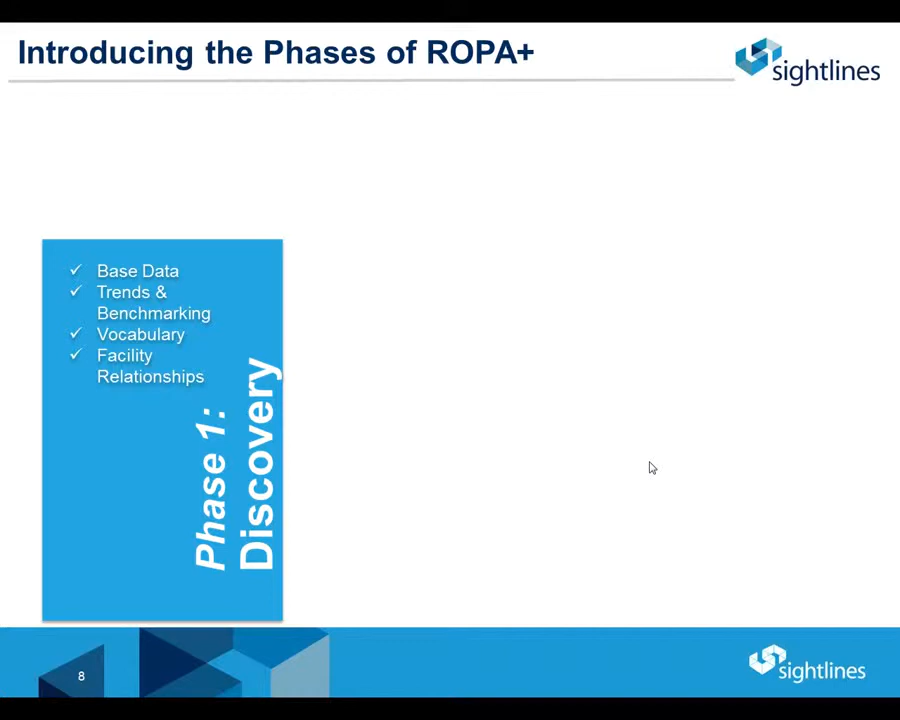 Introducing the Phases of ROPA+
sightlines
✓ Base Data
✓ Trends &
Benchmarking
✓ Vocabulary
✓ Facility
Relationships
Phase 1:
Discovery
8
sightlines